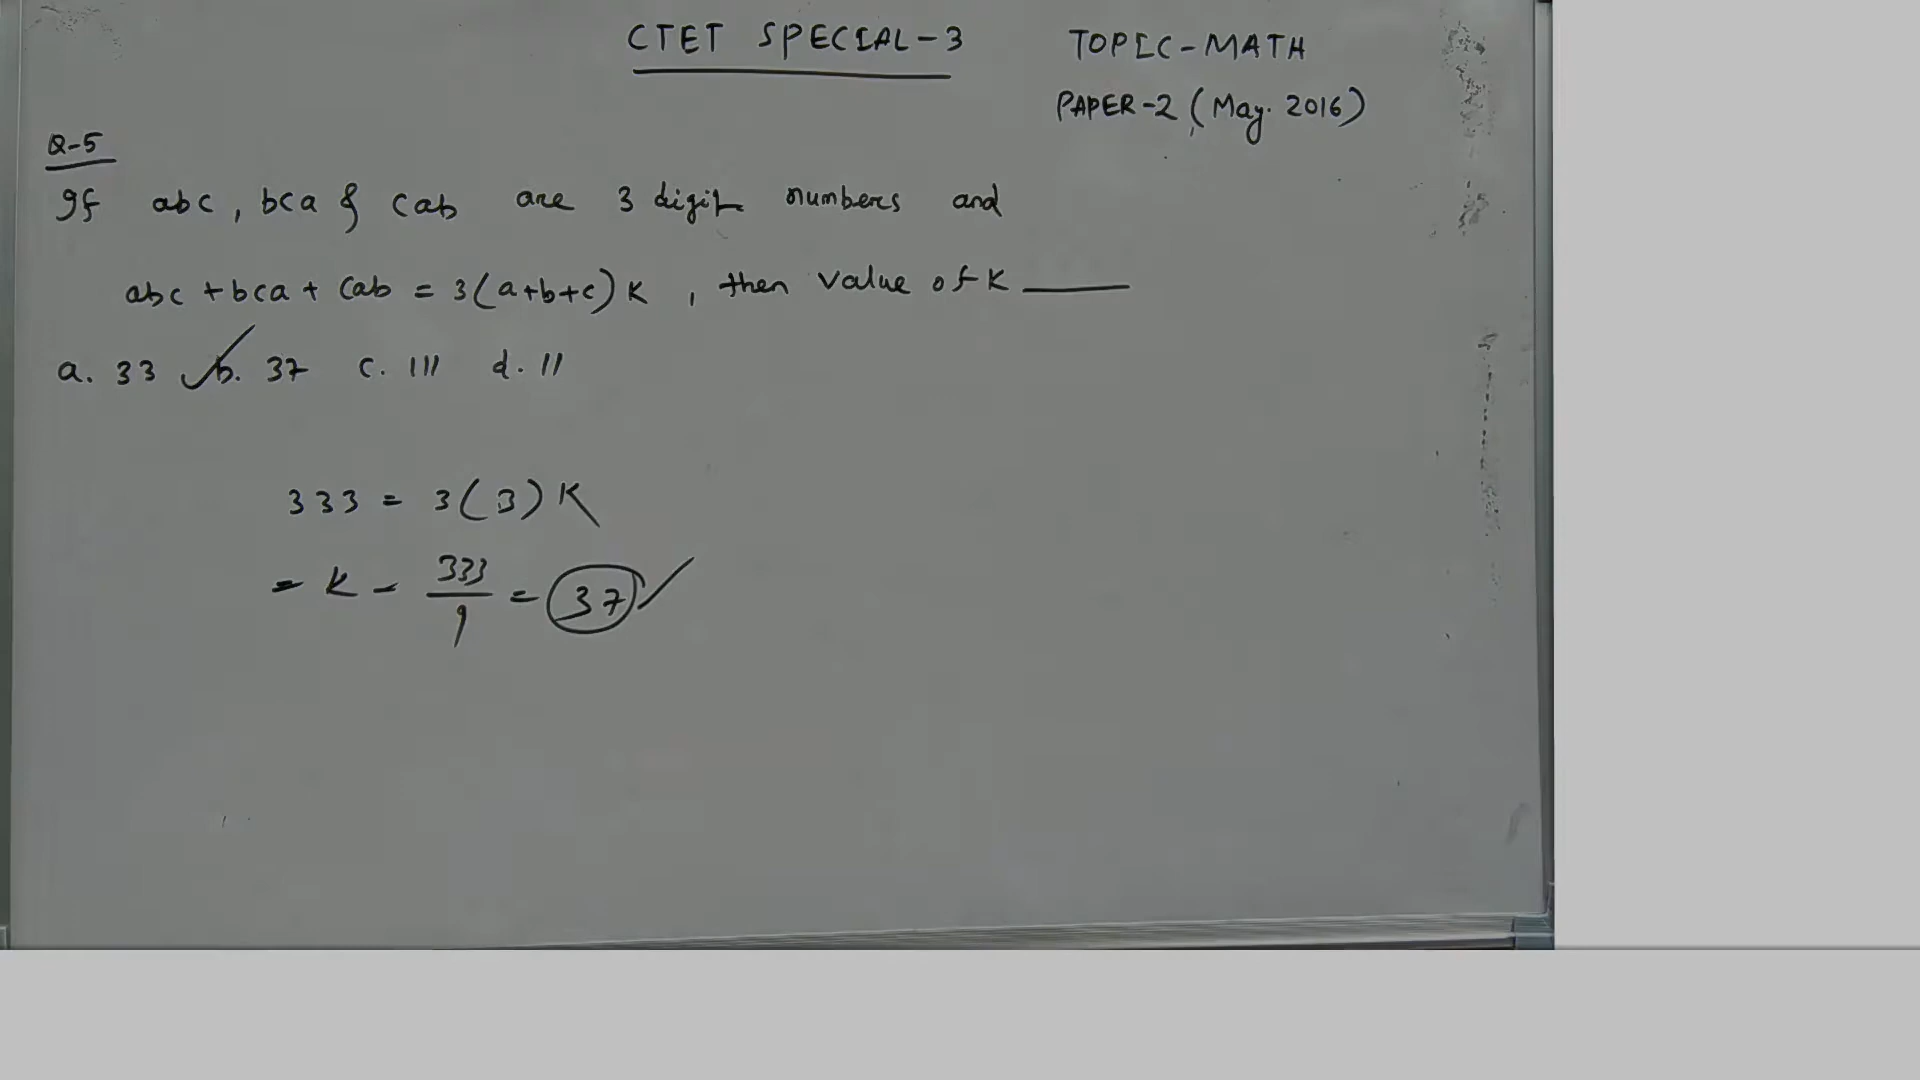 CTET SPECIAL-3
TOPIC-MATH
PAPER-2 (May. 2016)
Q-5
If abc, bca & cab are 3 digit numbers and
abc + bca + cab = 3(a+b+c) K , then value of K ______
a. 33 ✓b. 37 c. 111 d. 11
333 = 3(3) K
= K - 333/9 = 37 ✓